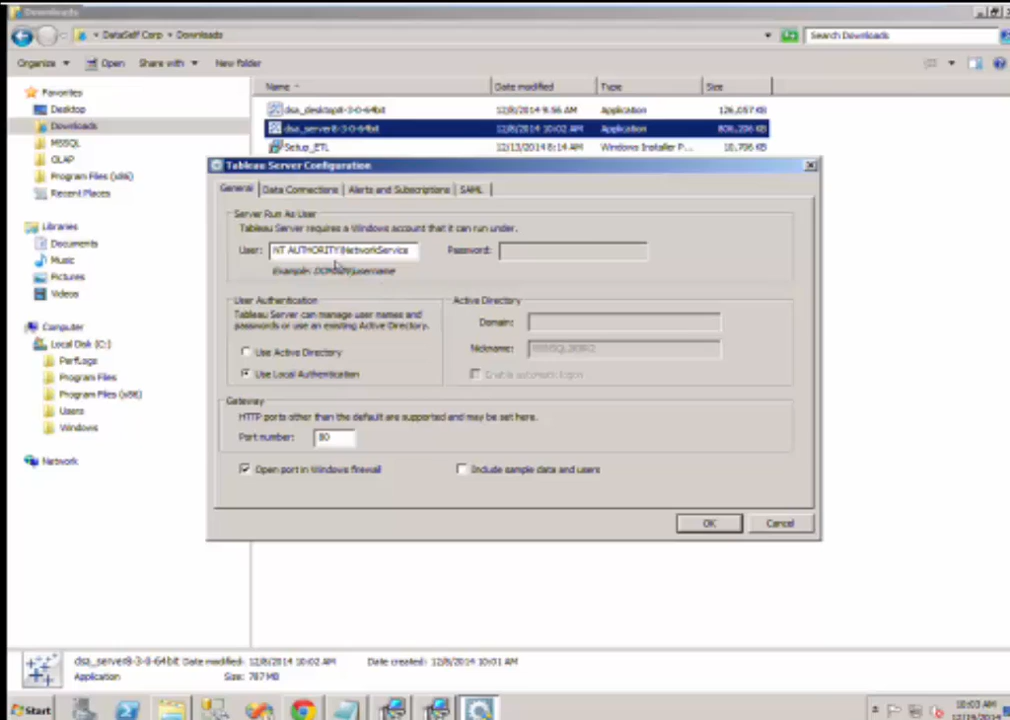 Downloads
DataSelf Corp
Downloads
Search Downloads
Organize
Open
Share with
New folder
Favorites
Desktop
Downloads
MSSQL
OLAP
Program Files (x86)
Recent Places
Libraries
Documents
Music
Pictures
Videos
Computer
Local Disk (C:)
PerfLogs
Program Files
Program Files (x86)
Users
Windows
Network
Name
Date modified
Type
Size
dsa_desktop8-3-0-64bit
12/8/2014 9:56 AM
Application
126,057 KB
dsa_server8-3-0-64bit
12/8/2014 10:02 AM
Application
806,206 KB
Setup_ETL
12/13/2014 8:14 AM
Windows Installer P...
10,706 KB
Tableau Server Configuration
General
Data Connections
Alerts and Subscriptions
SAML
Server Run As User
Tableau Server requires a Windows account that it can run under.
User:
NT AUTHORITY\NetworkService
Password:
Example: DOMAIN\username
User Authentication
Tableau Server can manage user names and
passwords or use an existing Active Directory.
Use Active Directory
Use Local Authentication
Active Directory
Domain:
Nickname:
Enable automatic logon
Gateway
HTTP ports other than the default are supported and may be set here.
Port number:
80
Open port in Windows firewall
Include sample data and users
OK
Cancel
dsa_server8-3-0-64bit Date modified: 12/8/2014 10:02 AM
Date created: 12/8/2014 10:01 AM
Application
Size: 787 MB
Start
10:03 AM
12/19/2014